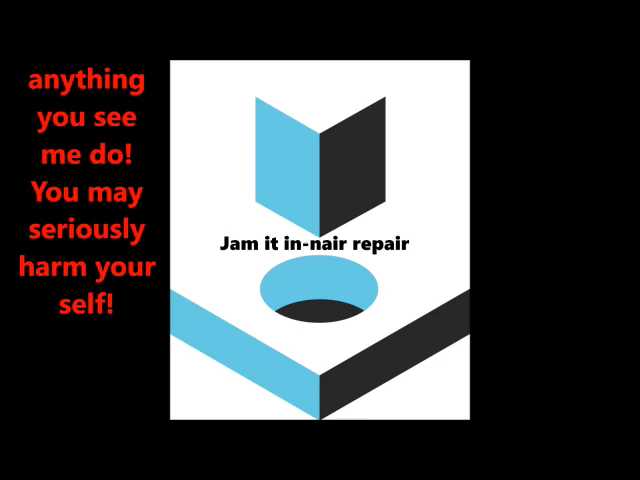 anything
you see
me do!
You may
seriously
harm your
self!
Jam it in-nair repair